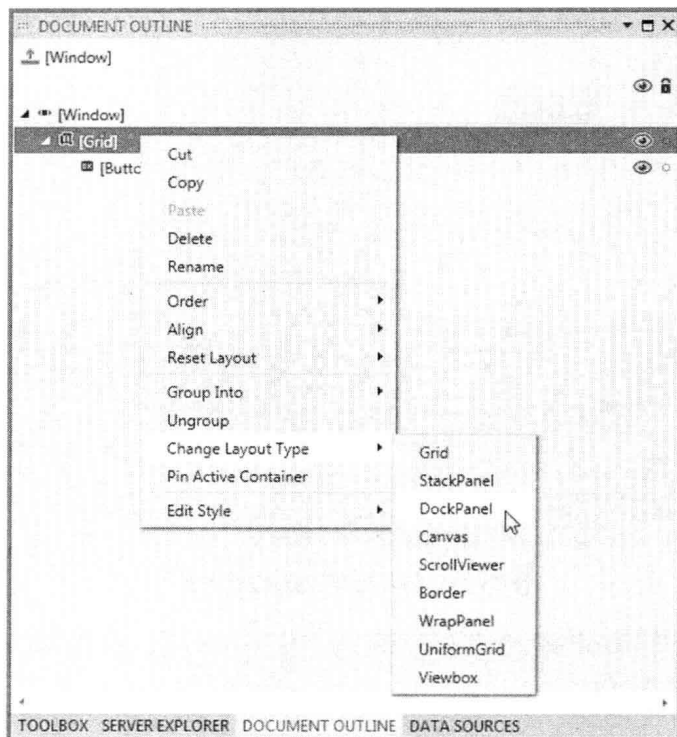 DOCUMENT OUTLINE
[Window]
[Window]
[Grid]
[Buttc
Cut
Copy
Paste
Delete
Rename
Order
Align
Reset Layout
Group Into
Ungroup
Change Layout Type
Pin Active Container
Edit Style
Grid
StackPanel
DockPanel
Canvas
ScrollViewer
Border
WrapPanel
UniformGrid
Viewbox
TOOLBOX SERVER EXPLORER DOCUMENT OUTLINE DATA SOURCES